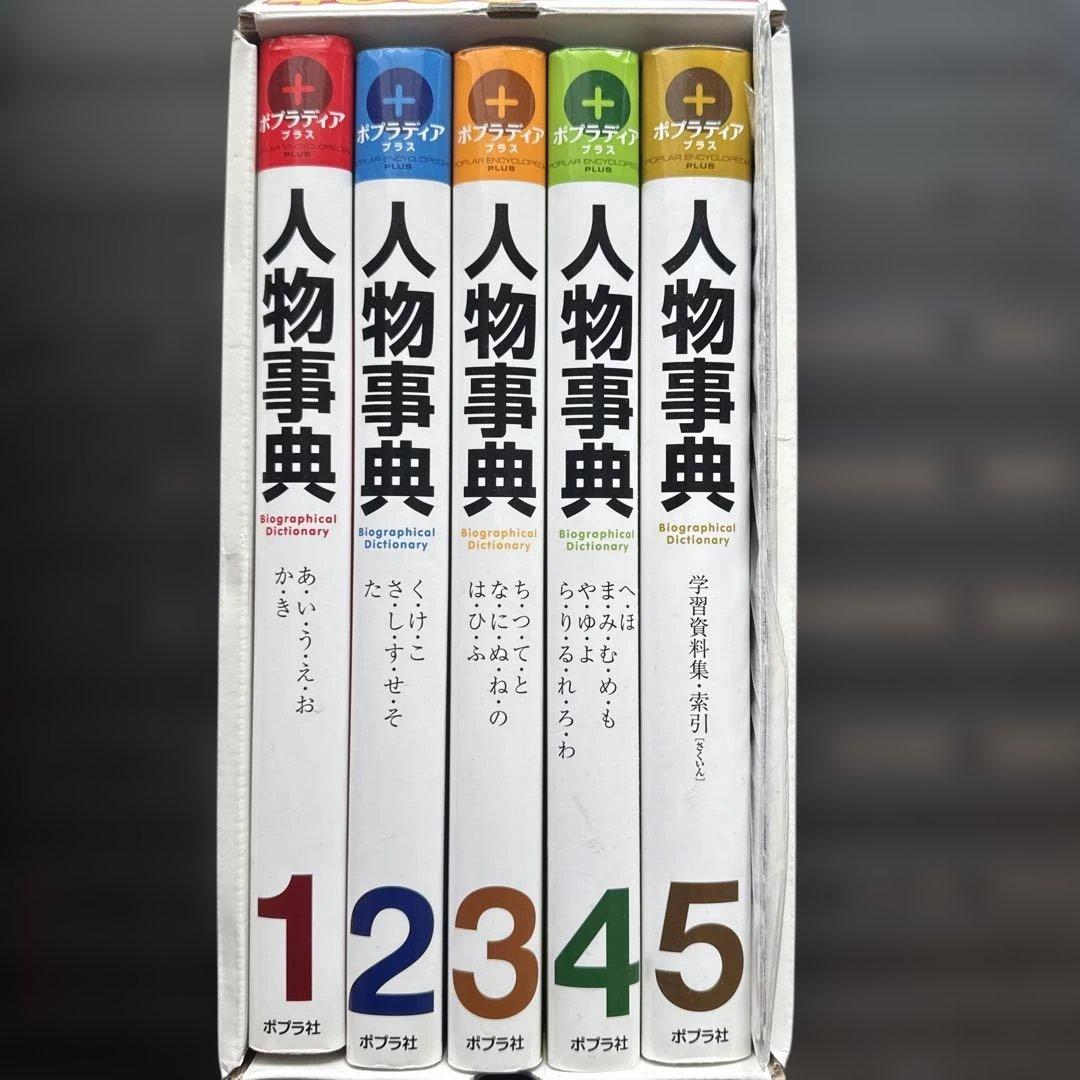 ポプラディア
プラス
POPLAR ENCYCLOPEDIA
PLUS
人物事典
Biographical
Dictionary
あ・い・う・え・お
か・き
1
ポプラ社
ポプラディア
プラス
POPLAR ENCYCLOPEDIA
PLUS
人物事典
Biographical
Dictionary
く・け・こ
さ・し・す・せ・そ
た
2
ポプラ社
ポプラディア
プラス
POPLAR ENCYCLOPEDIA
PLUS
人物事典
Biographical
Dictionary
ち・つ・て・と
な・に・ぬ・ね・の
は・ひ・ふ
3
ポプラ社
ポプラディア
プラス
POPLAR ENCYCLOPEDIA
PLUS
人物事典
Biographical
Dictionary
へ・ほ
ま・み・む・め・も
や・ゆ・よ
ら・り・る・れ・ろ・わ
4
ポプラ社
ポプラディア
プラス
POPLAR ENCYCLOPEDIA
PLUS
人物事典
Biographical
Dictionary
学習資料集・索引[さくいん]
5
ポプラ社